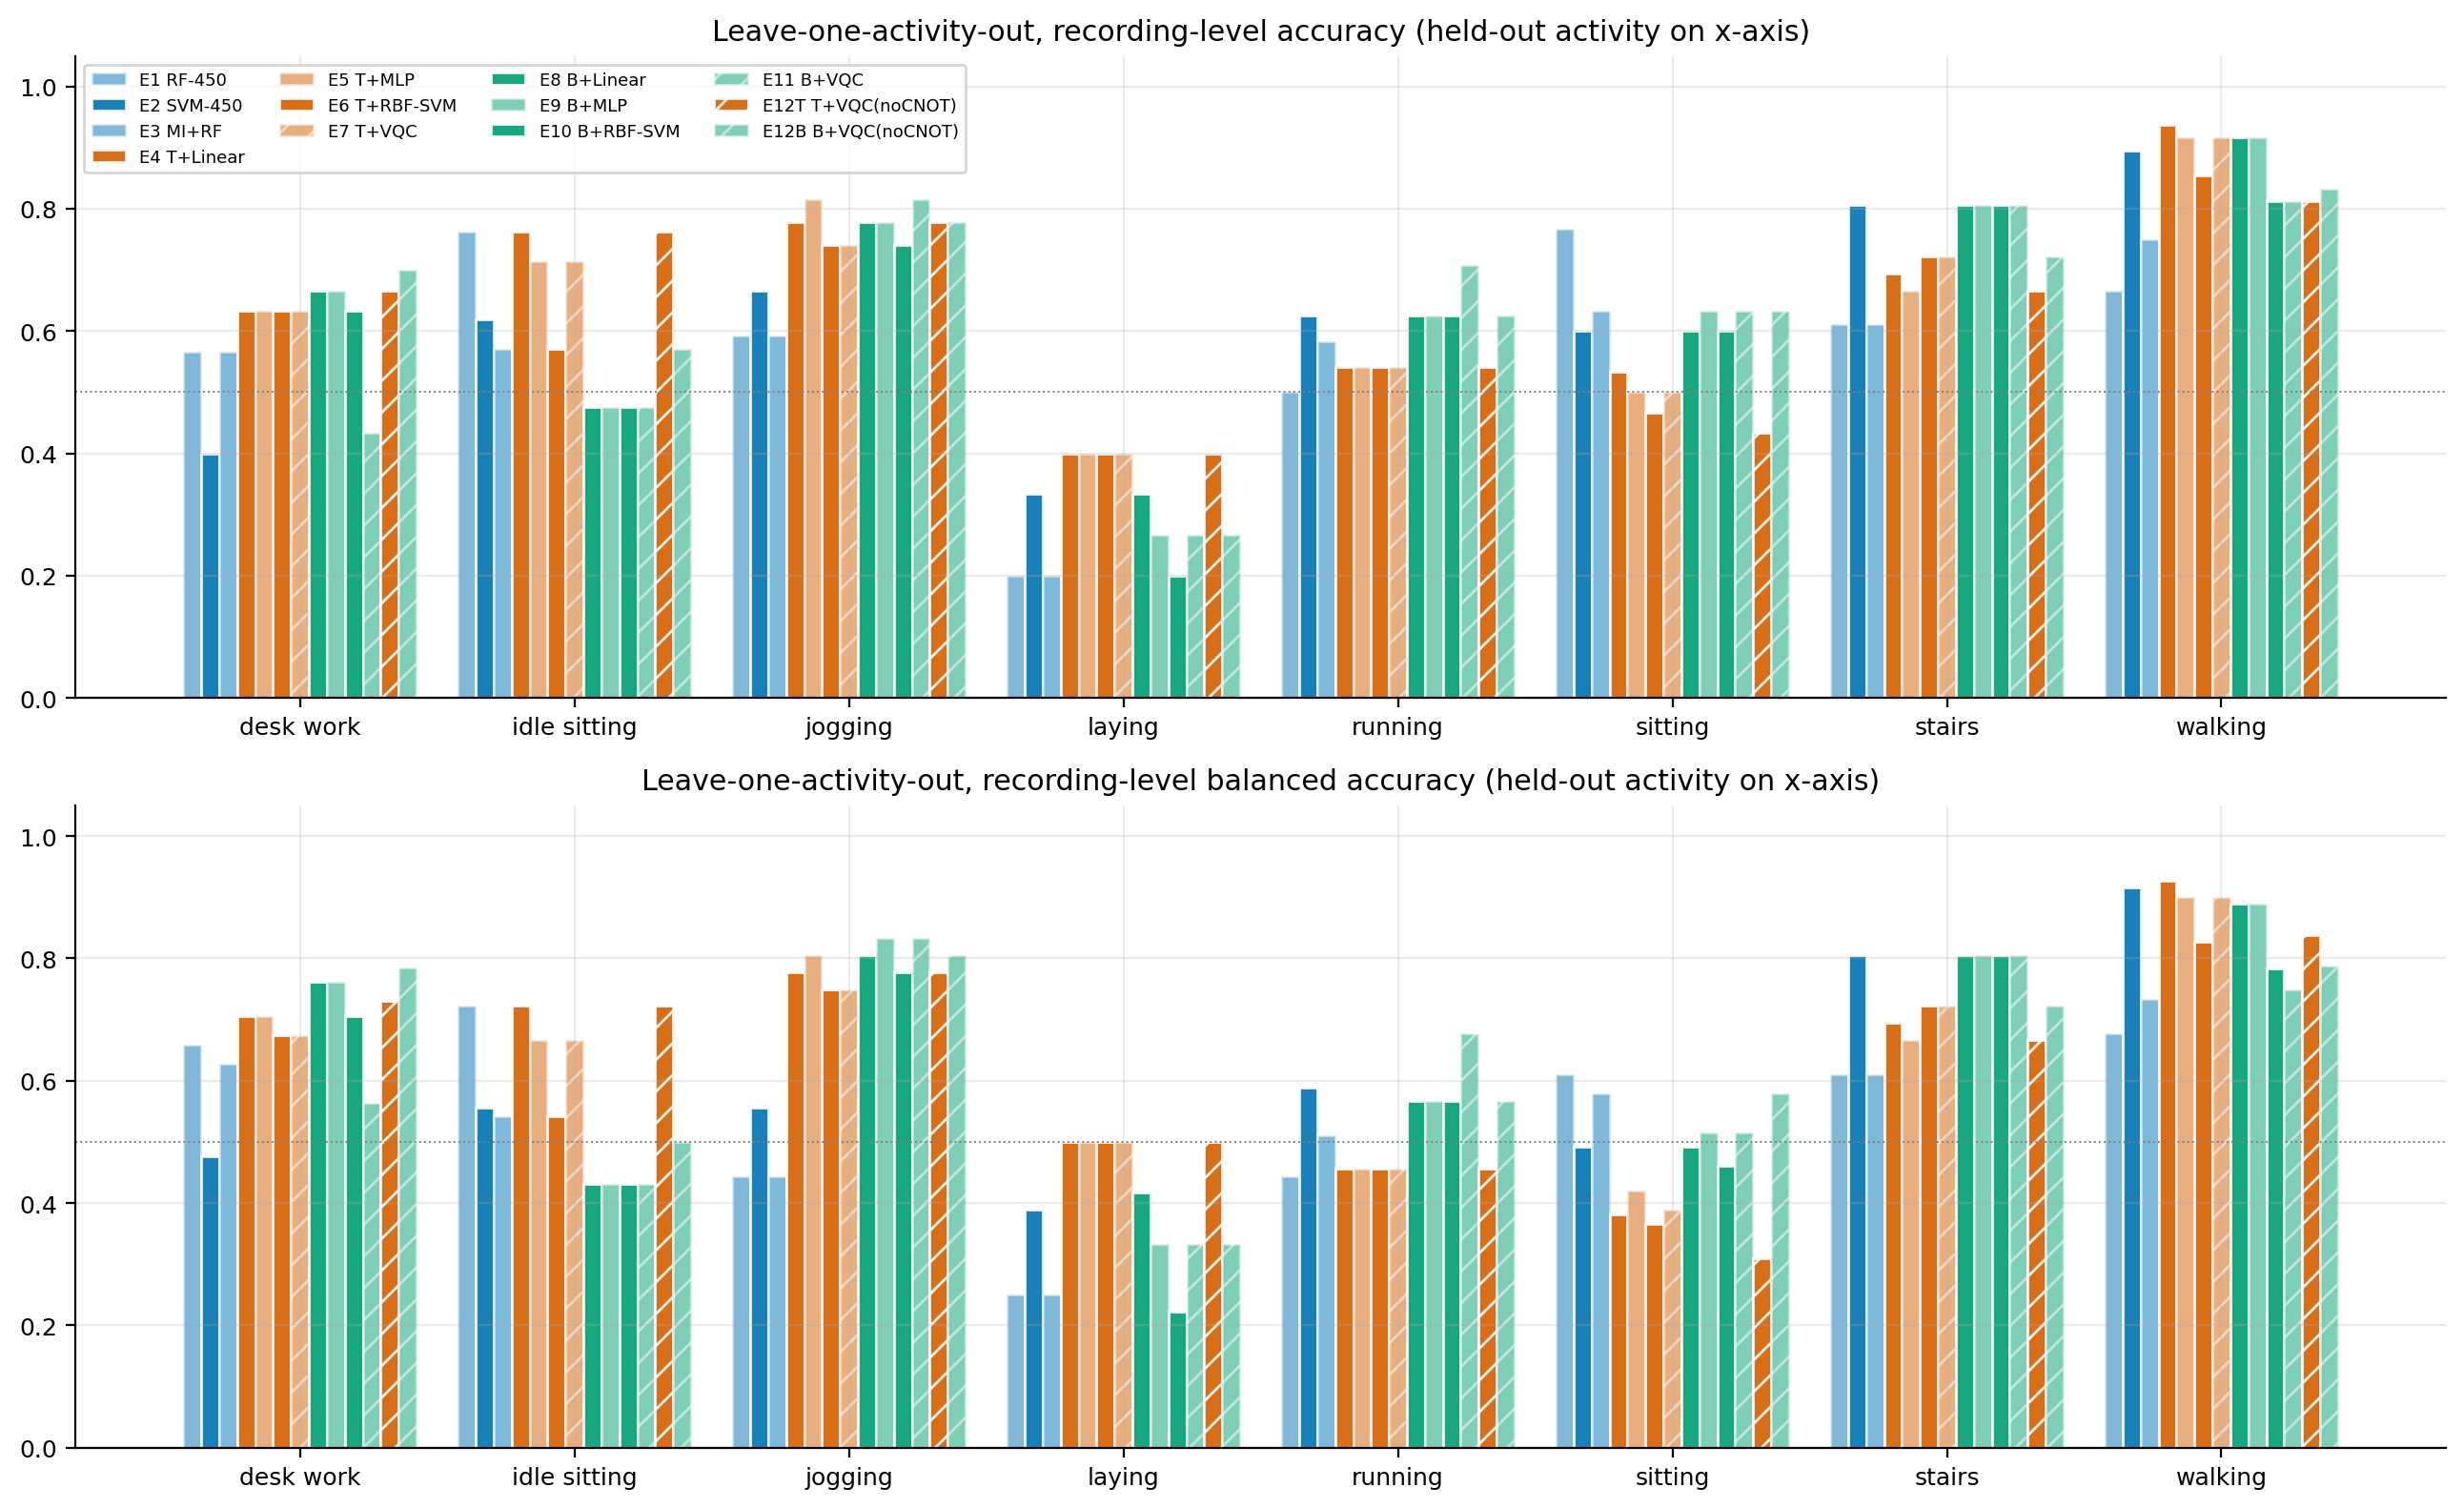 Leave-one-activity-out, recording-level accuracy (held-out activity on x-axis)
E1 RF-450
E2 SVM-450
E3 MI+RF
E4 T+Linear
E5 T+MLP
E6 T+RBF-SVM
E7 T+VQC
E8 B+Linear
E9 B+MLP
E10 B+RBF-SVM
E11 B+VQC
E12T T+VQC(noCNOT)
E12B B+VQC(noCNOT)
1.0
0.8
0.6
0.4
0.2
0.0
desk work idle sitting jogging laying running sitting stairs walking
Leave-one-activity-out, recording-level balanced accuracy (held-out activity on x-axis)
1.0
0.8
0.6
0.4
0.2
0.0
desk work idle sitting jogging laying running sitting stairs walking